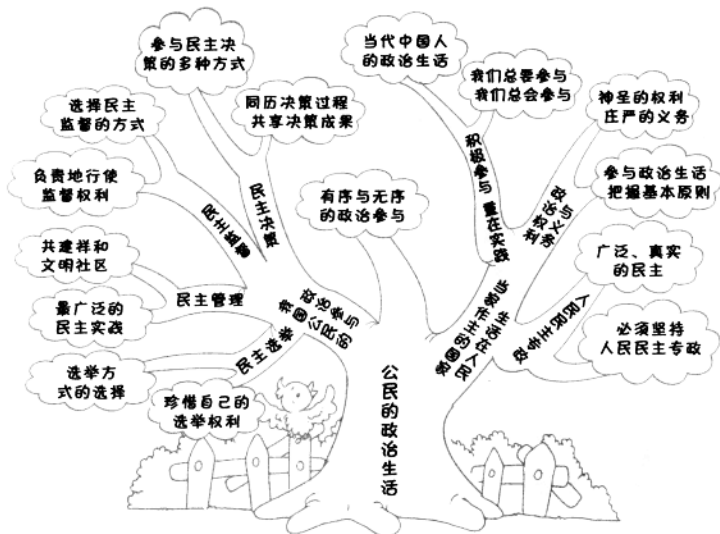 参与民主决
策的多种方式
同历决策过程
共享决策成果
选择民主
监督的方式
负责地行使
监督权利
共建祥和
文明社区
最广泛的
民主实践
选举方
式的选择
珍惜自己的
选举权利
民主决策
民主监督
民主管理
民主选举
我国公民的
政治参与
有序与无序
的政治参与
当代中国人
的政治生活
我们总要参与
我们总会参与
积极参与 重在实践
神圣的权利
庄严的义务
参与政治生活
把握基本原则
政治权利
与义务
广泛、真实
的民主
必须坚持
人民民主专政
人民民主专政
生活在人民
当家作主的国家
公民的政治生活